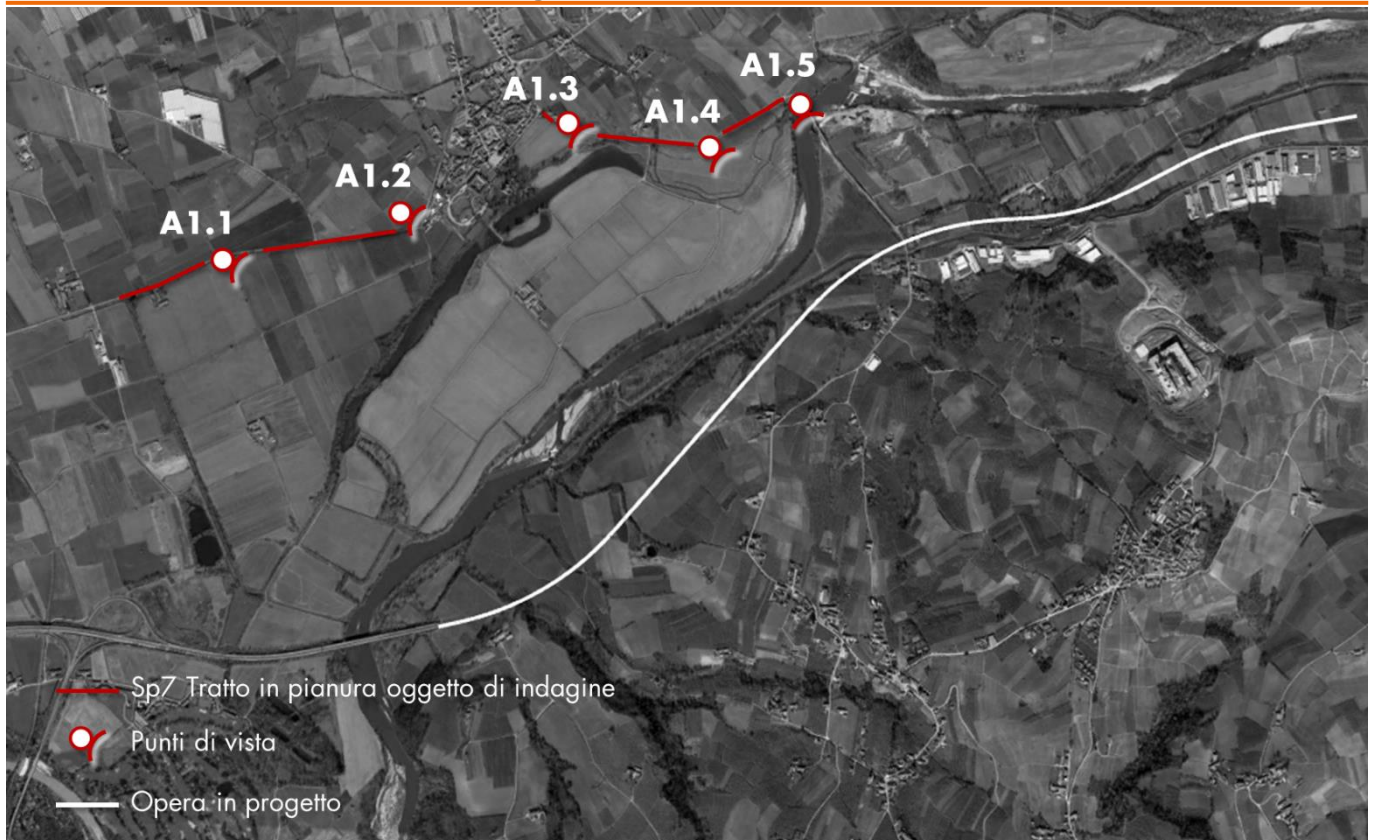 A1.5
A1.3
A1.4
A1.2
A1.1
Sp7 Tratto in pianura oggetto di indagine
Punti di vista
Opera in progetto